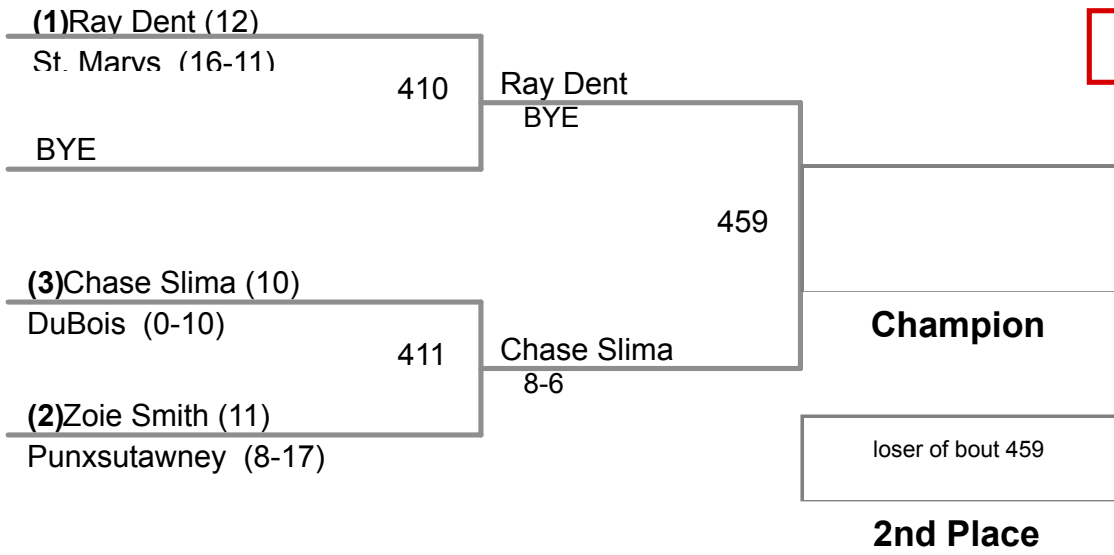 (1)Ray Dent (12)
St. Marys (16-11)
410
BYE
Ray Dent
BYE
459
(3)Chase Slima (10)
DuBois (0-10)
411
(2)Zoie Smith (11)
Punxsutawney (8-17)
Chase Slima
8-6
Champion
loser of bout 459
2nd Place